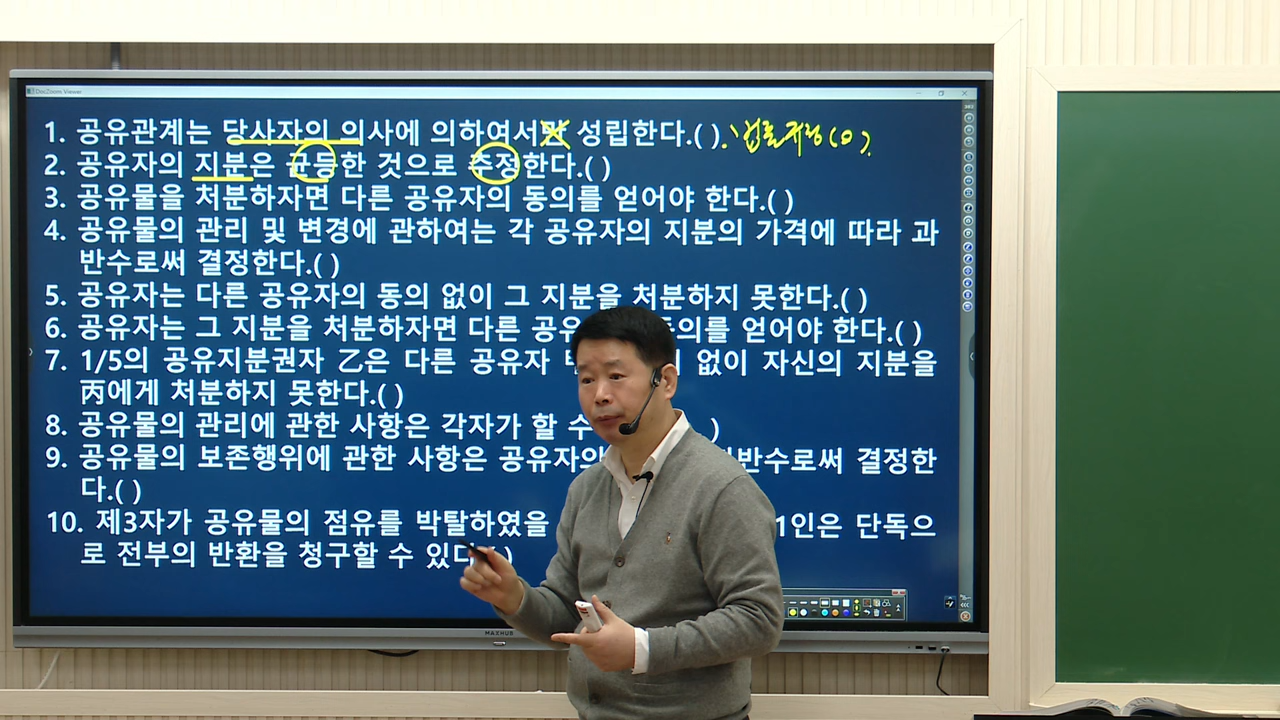 DocZoom Viewer
1. 공유관계는 당사자의 의사에 의하여서만 성립한다.( ). 법률규정(O).
2. 공유자의 지분은 균등한 것으로 추정한다.( )
3. 공유물을 처분하자면 다른 공유자의 동의를 얻어야 한다.( )
4. 공유물의 관리 및 변경에 관하여는 각 공유자의 지분의 가격에 따라 과
반수로써 결정한다.( )
5. 공유자는 다른 공유자의 동의 없이 그 지분을 처분하지 못한다.( )
6. 공유자는 그 지분을 처분하자면 다른 공유 동의를 얻어야 한다.( )
7. 1/5의 공유지분권자 乙은 다른 공유자 없이 자신의 지분을
丙에게 처분하지 못한다.( )
8. 공유물의 관리에 관한 사항은 각자가 할 수 )
9. 공유물의 보존행위에 관한 사항은 공유자의 과반수로써 결정한
다.( )
10. 제3자가 공유물의 점유를 박탈하였을 1인은 단독으
로 전부의 반환을 청구할 수 있다.( )
MAXHUB